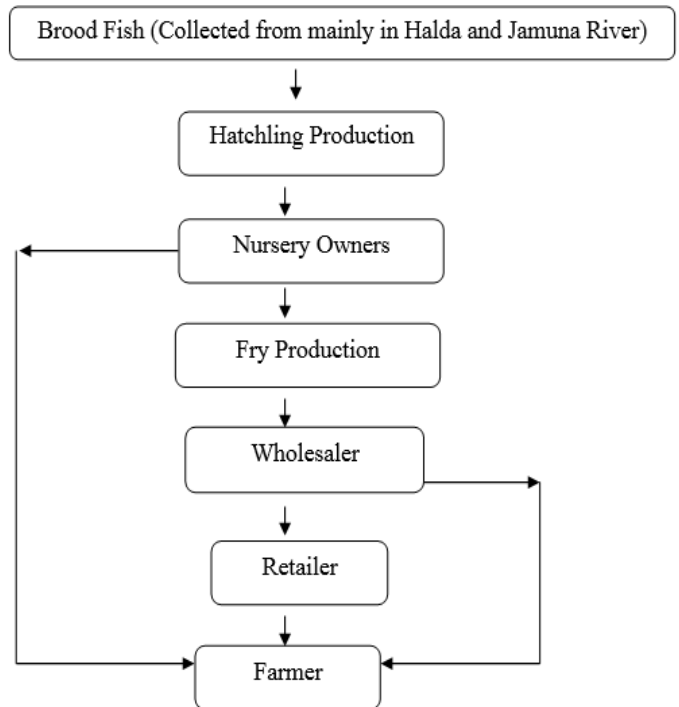 Brood Fish (Collected from mainly in Halda and Jamuna River)
Hatchling Production
Nursery Owners
Fry Production
Wholesaler
Retailer
Farmer